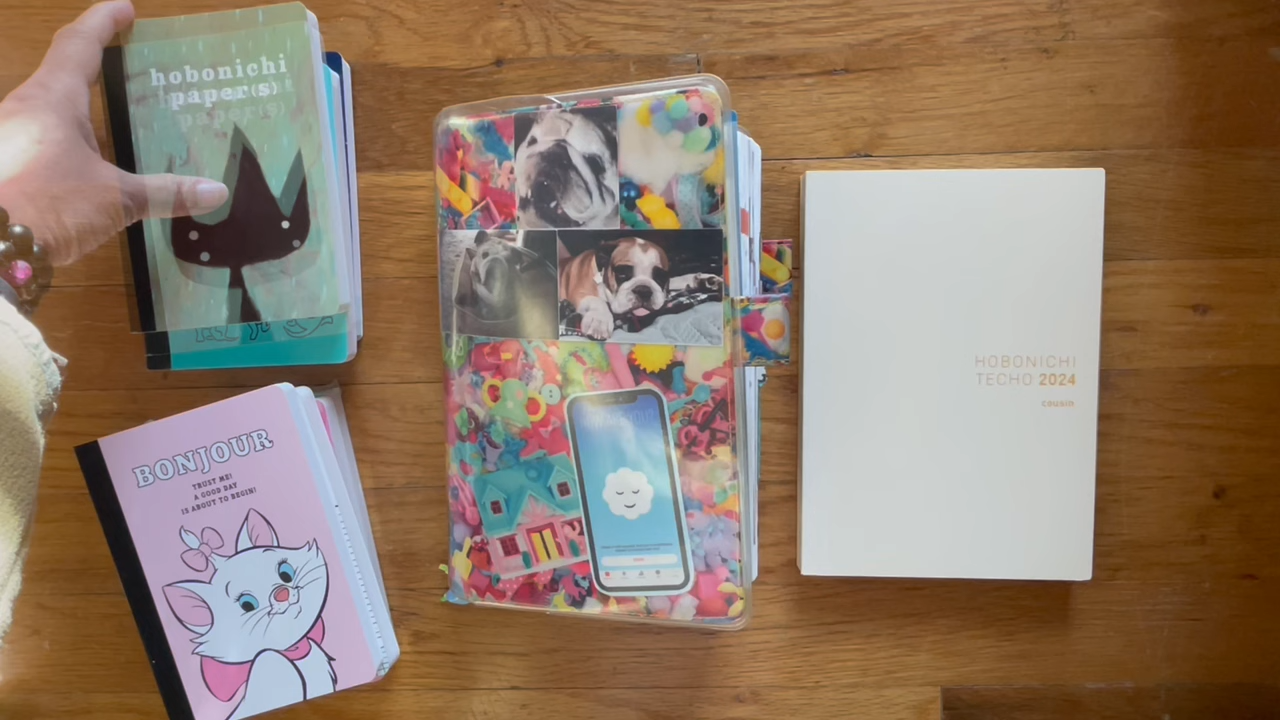 hobonichi
paper(s)
paper(s)
BONJOUR
TRUST ME!
A GOOD DAY
IS ABOUT TO BEGIN!
HOBONICHI
TECHO 2024
cousin